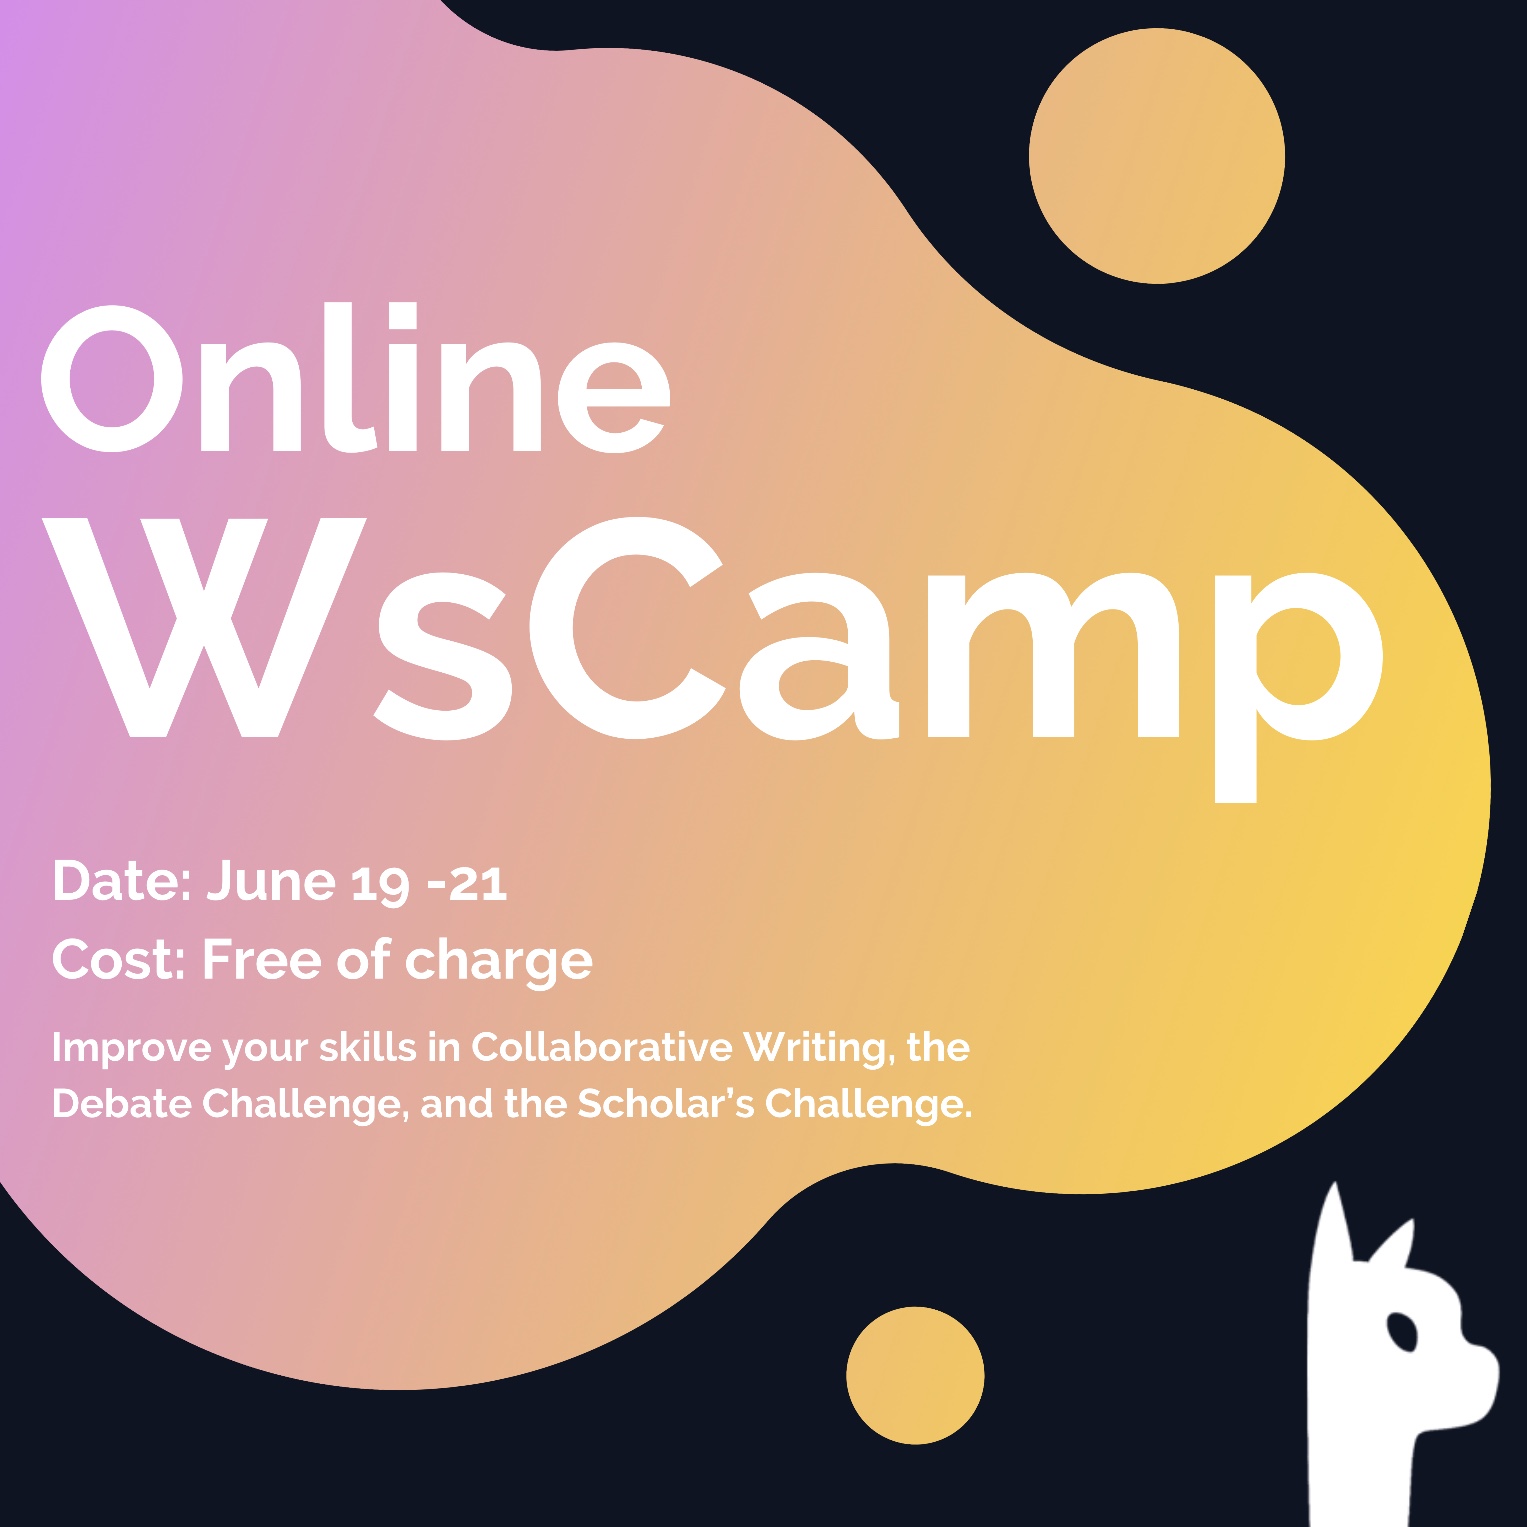 Online
WsCamp
Date: June 19 -21
Cost: Free of charge
Improve your skills in Collaborative Writing, the
Debate Challenge, and the Scholar’s Challenge.